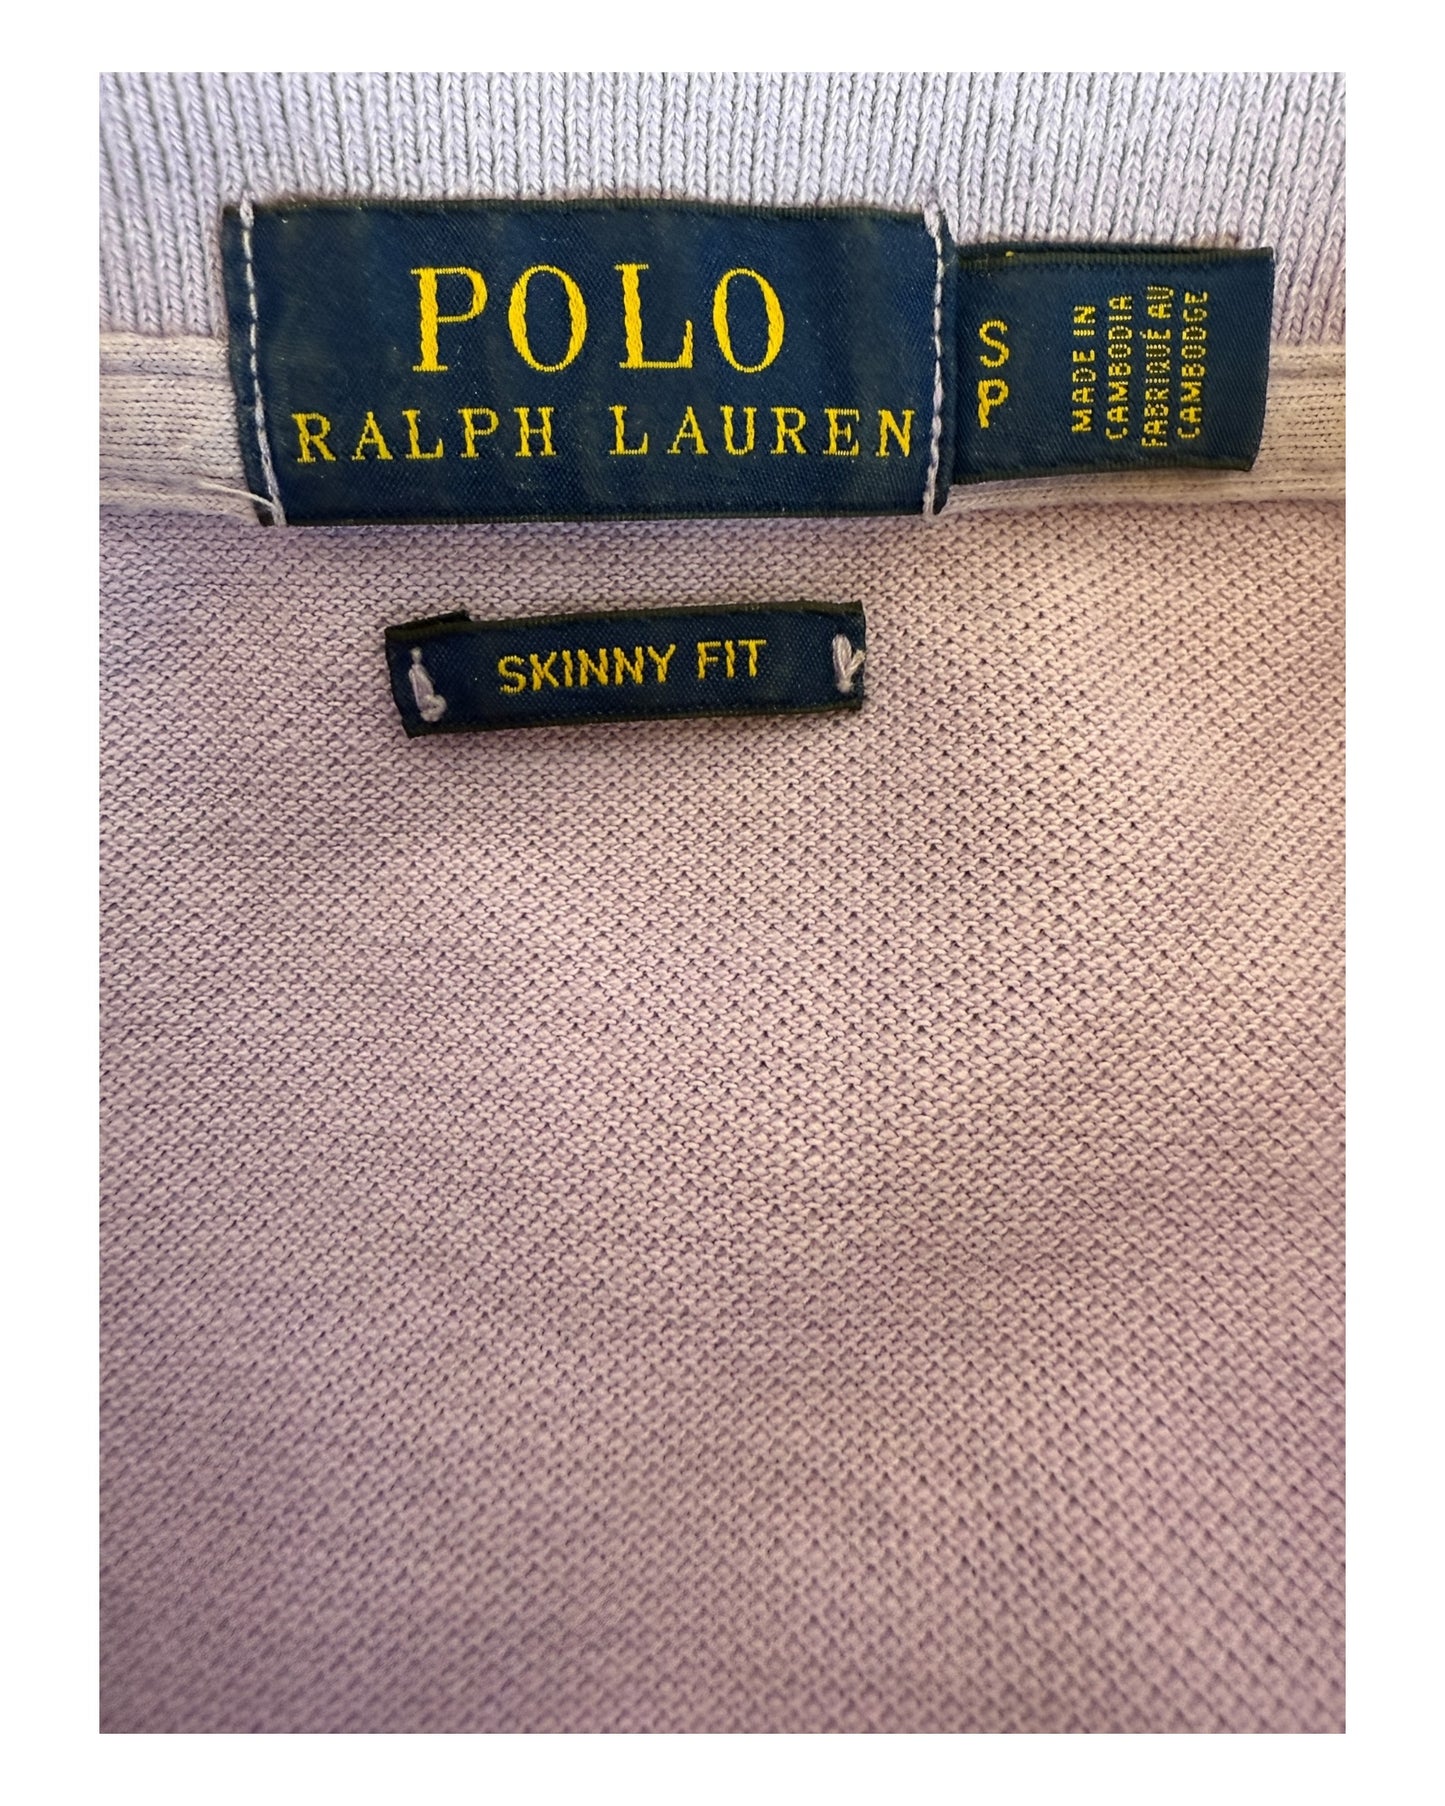 POLO
RALPH LAUREN
S
P
MADE IN
CAMBODIA
FABRIQUÉ AU
CAMBODGE
SKINNY FIT